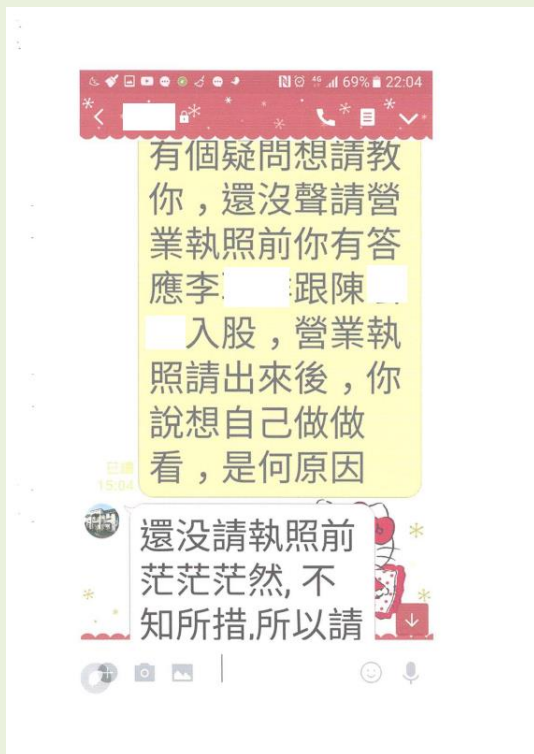 4G 69% 22:04
有個疑問想請教
你，還沒聲請營
業執照前你有答
應李 跟陳
入股，營業執
照請出來後，你
說想自己做做
看，是何原因
已讀
15:04
還没請執照前
茫茫茫然, 不
知所措,所以請